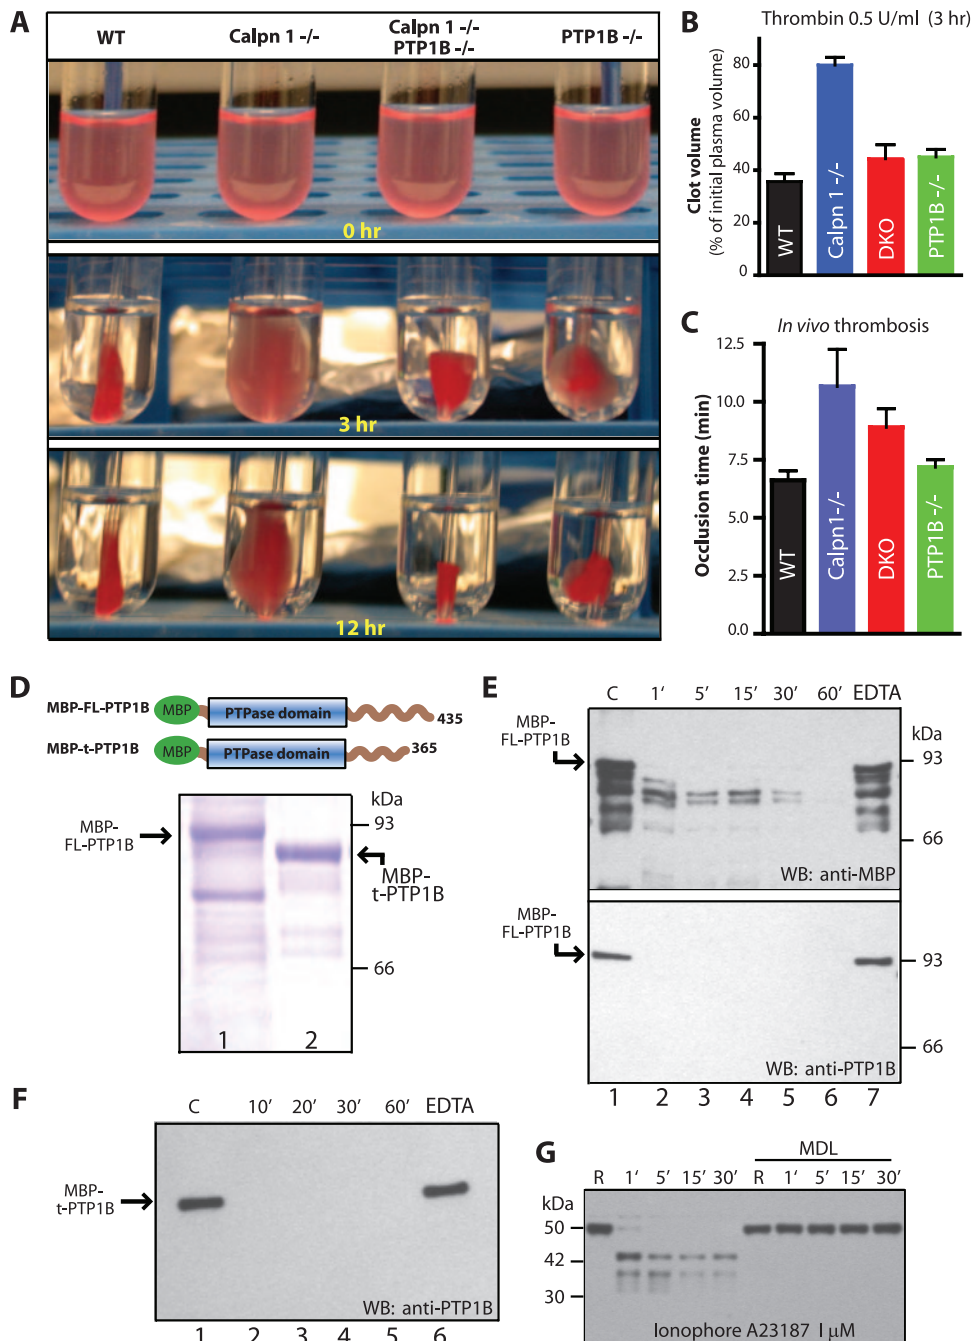 A
WT
Calpn 1 -/-
Calpn 1 -/-
PTP1B -/-
PTP1B -/-
0 hr
3 hr
12 hr
B
Thrombin 0.5 U/ml (3 hr)
Clot volume
(% of initial plasma volume)
80
60
40
20
0
WT
Calpn 1 -/-
DKO
PTP1B -/-
C
In vivo thrombosis
Occlusion time (min)
12.5
10.0
7.5
5.0
2.5
0.0
WT
Calpn1-/-
DKO
PTP1B -/-
D
MBP-FL-PTP1B
MBP
PTPase domain
435
MBP-t-PTP1B
MBP
PTPase domain
365
kDa
MBP-
FL-PTP1B
93
MBP-
t-PTP1B
66
1 2
E
C 1' 5' 15' 30' 60' EDTA
MBP-
FL-PTP1B
kDa
93
66
WB: anti-MBP
MBP-
FL-PTP1B
93
66
WB: anti-PTP1B
1 2 3 4 5 6 7
F
C 10' 20' 30' 60' EDTA
MBP-
t-PTP1B
WB: anti-PTP1B
1 2 3 4 5 6
G
MDL
R 1' 5' 15' 30' R 1' 5' 15' 30'
kDa
50
42
30
Ionophore A23187 1 μM